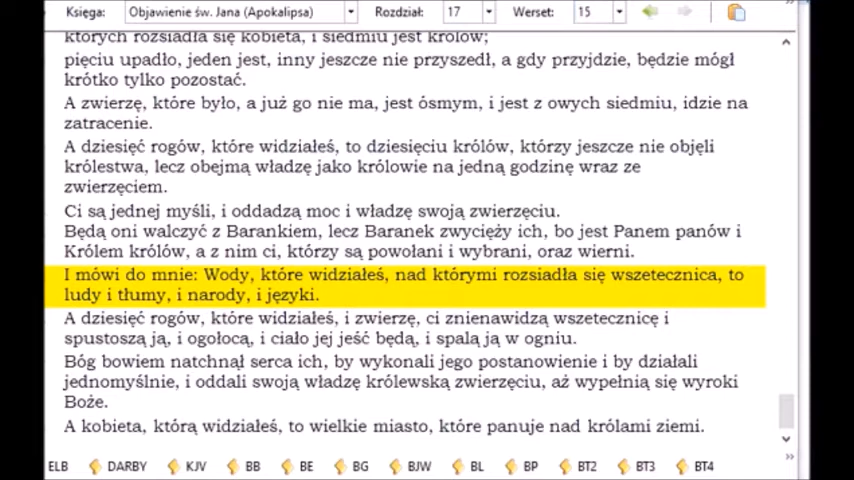 Księga: Objawienie św. Jana (Apokalipsa) Rozdział: 17 Werset: 15
których rozsiadła się kobieta, i siedmiu jest królów;
pięciu upadło, jeden jest, inny jeszcze nie przyszedł, a gdy przyjdzie, będzie mógł
krótko tylko pozostać.
A zwierzę, które było, a już go nie ma, jest ósmym, i jest z owych siedmiu, idzie na
zatracenie.
A dziesięć rogów, które widziałeś, to dziesięciu królów, którzy jeszcze nie objęli
królestwa, lecz obejmą władzę jako królowie na jedną godzinę wraz ze
zwierzęciem.
Ci są jednej myśli, i oddadzą moc i władzę swoją zwierzęciu.
Będą oni walczyć z Barankiem, lecz Baranek zwycięży ich, bo jest Panem panów i
Królem królów, a z nim ci, którzy są powołani i wybrani, oraz wierni.
I mówi do mnie: Wody, które widziałeś, nad którymi rozsiadła się wszetecznica, to
ludy i tłumy, i narody, i języki.
A dziesięć rogów, które widziałeś, i zwierzę, ci znienawidzą wszetecznicę i
spustoszą ją, i ogołocą, i ciało jej jeść będą, i spalą ją w ogniu.
Bóg bowiem natchnął serca ich, by wykonali jego postanowienie i by działali
jednomyślnie, i oddali swoją władzę królewską zwierzęciu, aż wypełnią się wyroki
Boże.
A kobieta, którą widziałeś, to wielkie miasto, które panuje nad królami ziemi.
ELB DARBY KJV BB BE BG BJW BL BP BT2 BT3 BT4